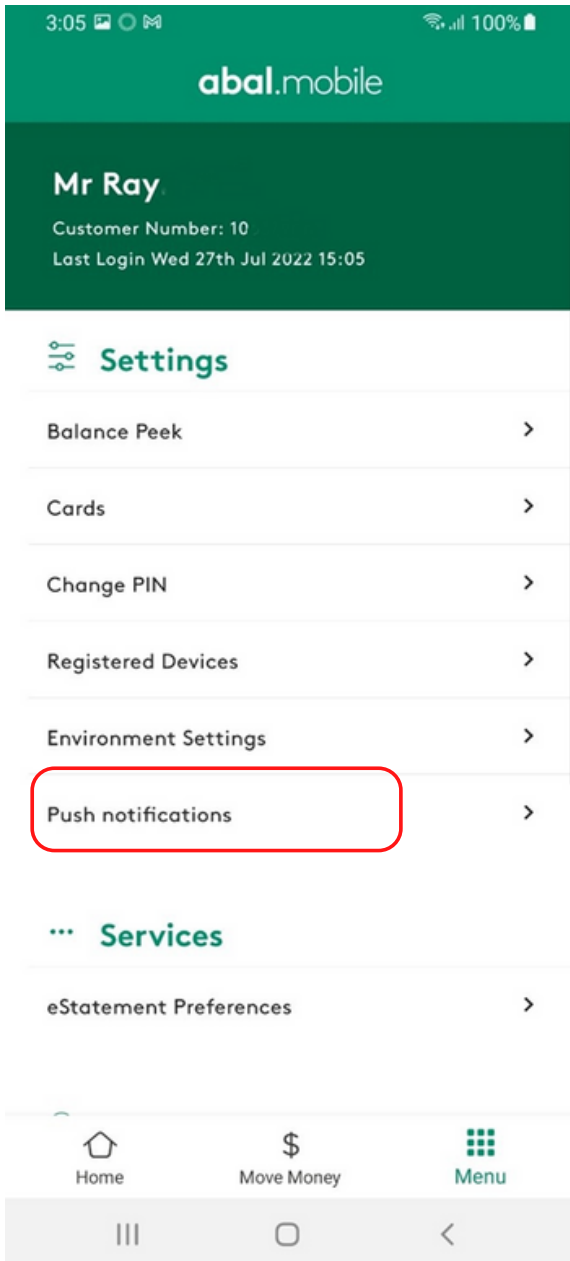 3:05 100%
abal.mobile
Mr Ray
Customer Number: 10
Last Login Wed 27th Jul 2022 15:05
Settings
Balance Peek
Cards
Change PIN
Registered Devices
Environment Settings
Push notifications
Services
eStatement Preferences
$
Home Move Money Menu